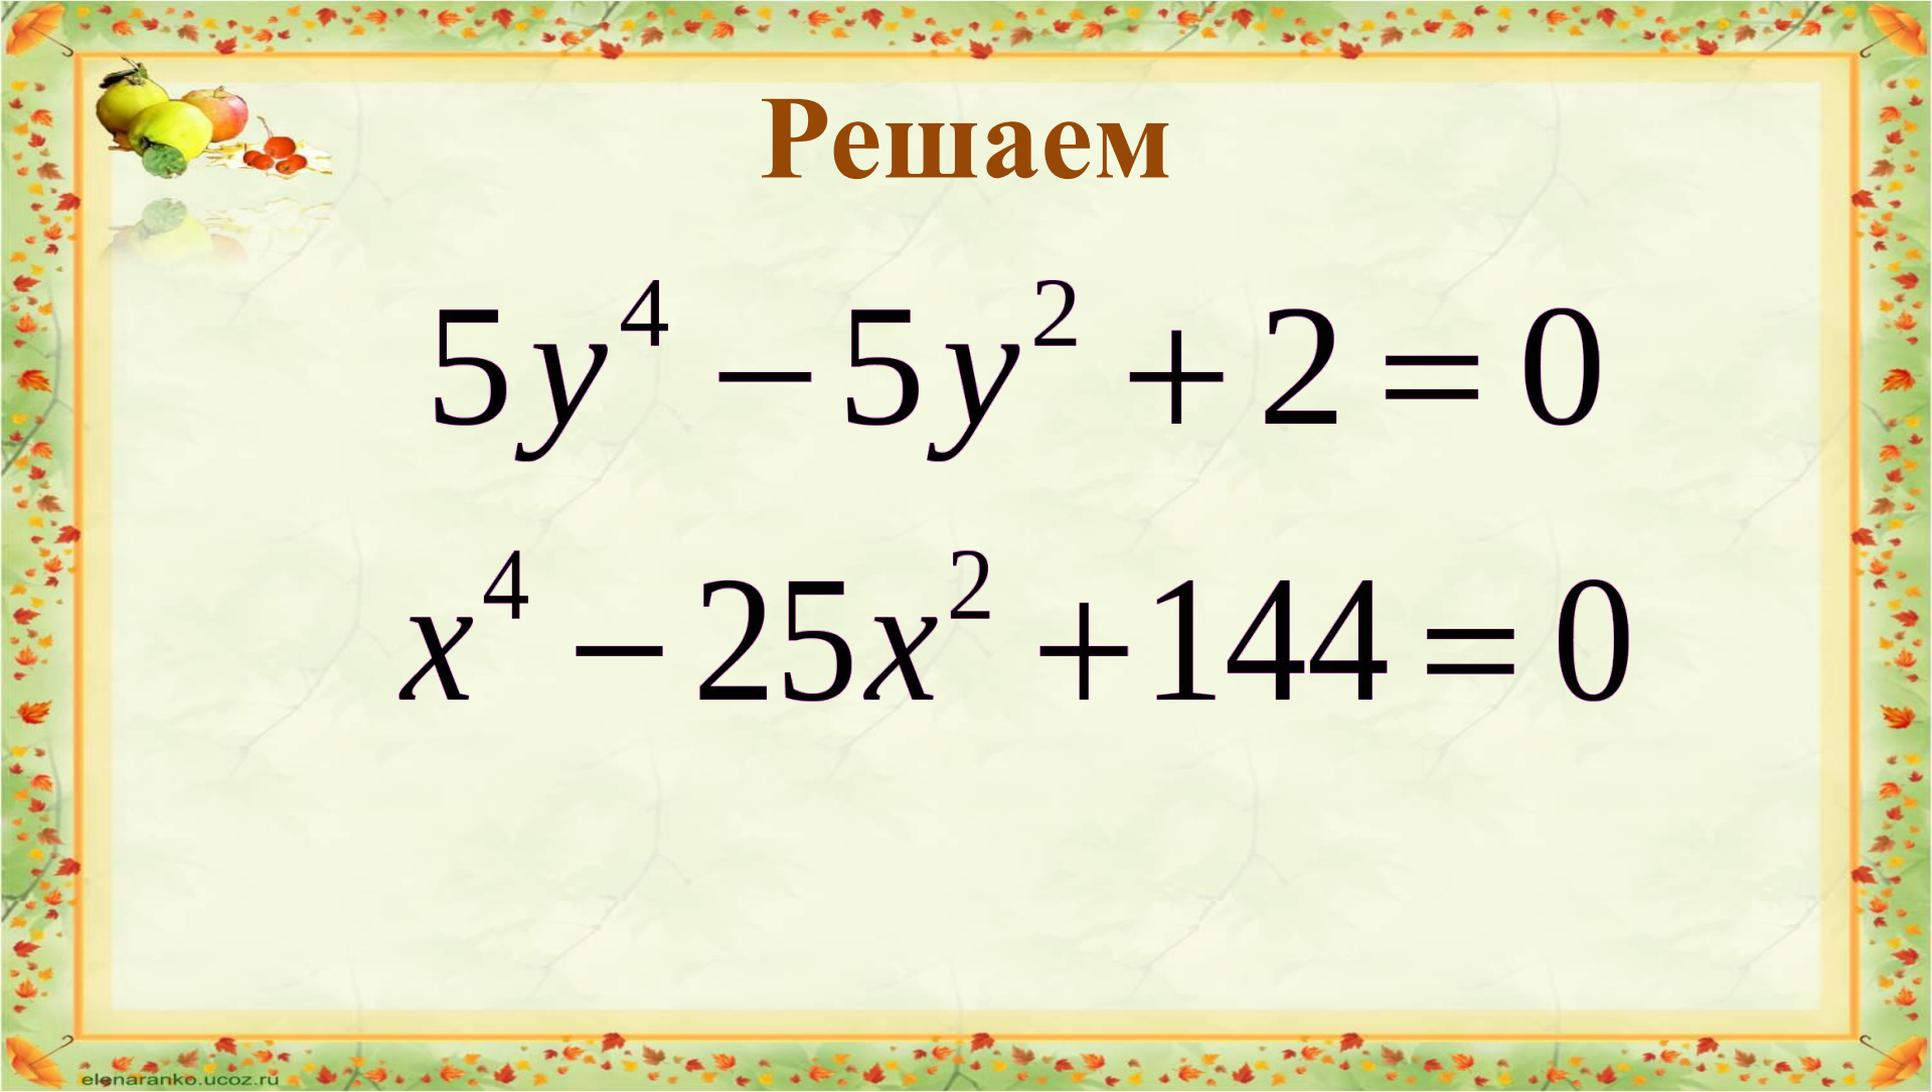 Решаем
5y⁴ − 5y² + 2 = 0
x⁴ − 25x² + 144 = 0
elenaranko.ucoz.ru